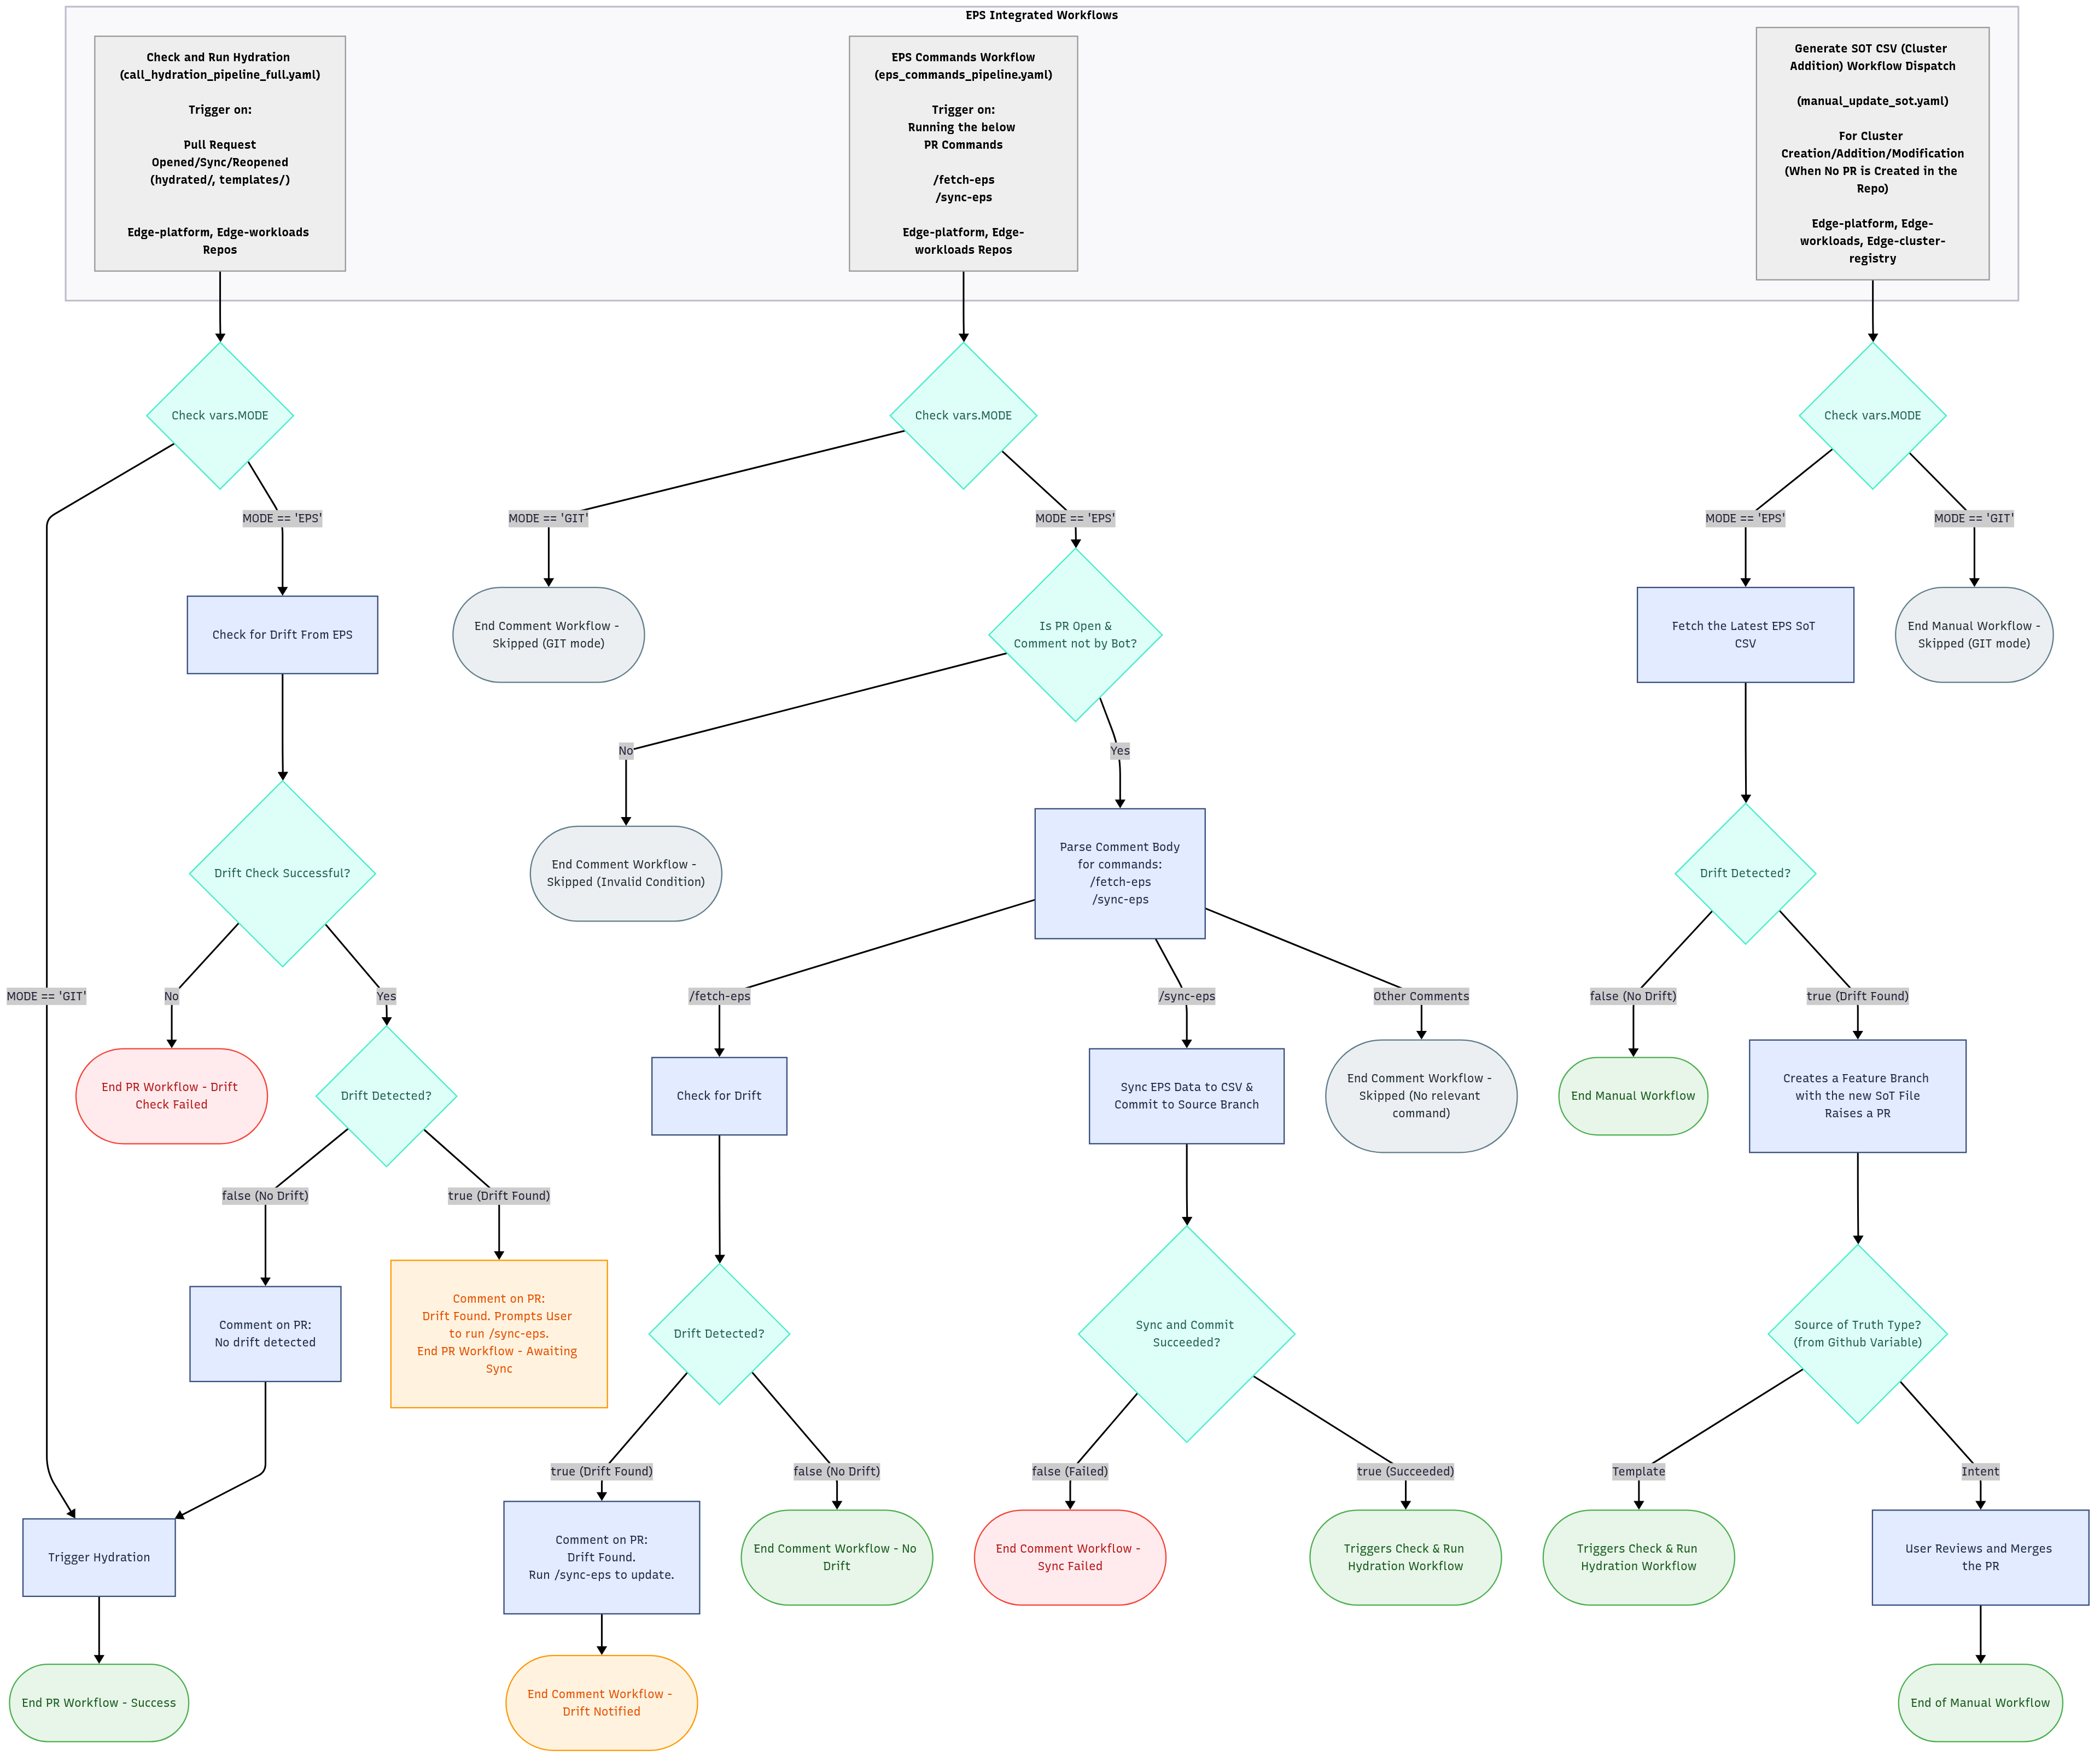 EPS Integrated Workflows
Check and Run Hydration
(call_hydration_pipeline_full.yaml)
Trigger on:
Pull Request
Opened/Sync/Reopened
(hydrated/, templates/)
Edge-platform, Edge-workloads
Repos
EPS Commands Workflow
(eps_commands_pipeline.yaml)
Trigger on:
Running the below
PR Commands
/fetch-eps
/sync-eps
Edge-platform, Edge-
workloads Repos
Generate SOT CSV (Cluster
Addition) Workflow Dispatch
(manual_update_sot.yaml)
For Cluster
Creation/Addition/Modification
(When No PR is Created in the
Repo)
Edge-platform, Edge-
workloads, Edge-cluster-
registry
Check vars.MODE
Check vars.MODE
Check vars.MODE
MODE == 'EPS'
MODE == 'GIT'
MODE == 'EPS'
MODE == 'EPS'
MODE == 'GIT'
Check for Drift From EPS
End Comment Workflow -
Skipped (GIT mode)
Is PR Open &
Comment not by Bot?
Fetch the Latest EPS SoT
CSV
End Manual Workflow -
Skipped (GIT mode)
No
Yes
Drift Check Successful?
End Comment Workflow -
Skipped (Invalid Condition)
Parse Comment Body
for commands:
/fetch-eps
/sync-eps
Drift Detected?
MODE == 'GIT'
No
Yes
/fetch-eps
/sync-eps
Other Comments
false (No Drift)
true (Drift Found)
End PR Workflow - Drift
Check Failed
Drift Detected?
Check for Drift
Sync EPS Data to CSV &
Commit to Source Branch
End Comment Workflow -
Skipped (No relevant
command)
End Manual Workflow
Creates a Feature Branch
with the new SoT File
Raises a PR
false (No Drift)
true (Drift Found)
Comment on PR:
No drift detected
Comment on PR:
Drift Found. Prompts User
to run /sync-eps.
End PR Workflow - Awaiting
Sync
Drift Detected?
Sync and Commit
Succeeded?
Source of Truth Type?
(from Github Variable)
true (Drift Found)
false (No Drift)
false (Failed)
true (Succeeded)
Template
Intent
Trigger Hydration
Comment on PR:
Drift Found.
Run /sync-eps to update.
End Comment Workflow - No
Drift
End Comment Workflow -
Sync Failed
Triggers Check & Run
Hydration Workflow
Triggers Check & Run
Hydration Workflow
User Reviews and Merges
the PR
End PR Workflow - Success
End Comment Workflow -
Drift Notified
End of Manual Workflow